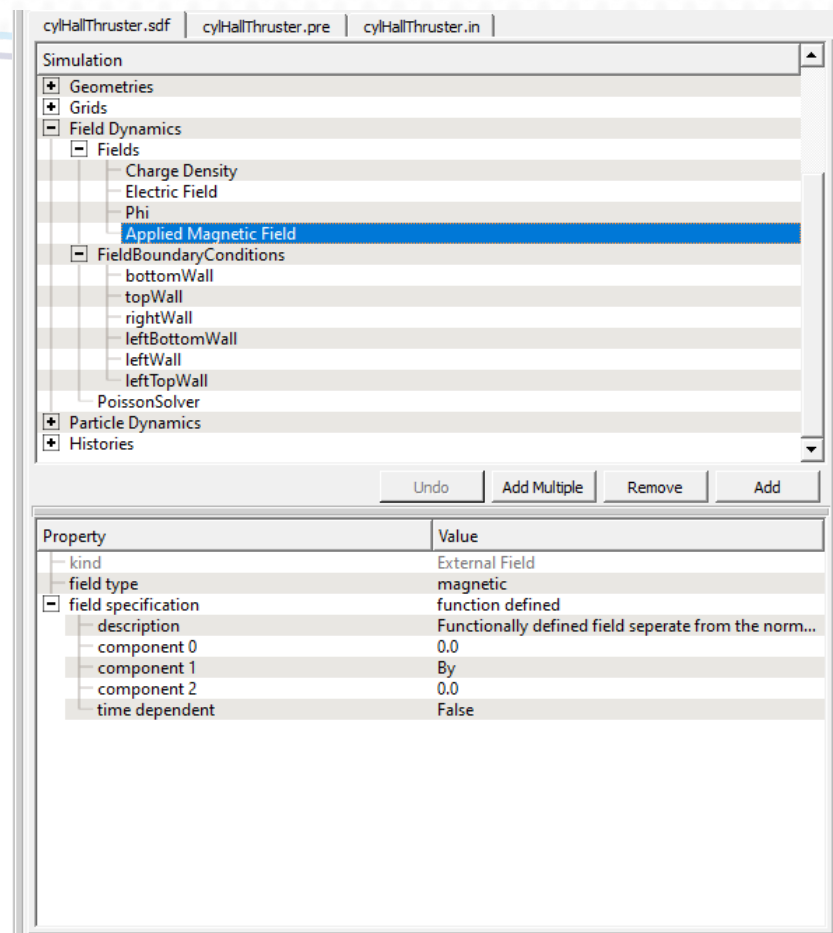 cylHallThruster.sdf cylHallThruster.pre cylHallThruster.in
Simulation
Geometries
Grids
Field Dynamics
Fields
Charge Density
Electric Field
Phi
Applied Magnetic Field
FieldBoundaryConditions
bottomWall
topWall
rightWall
leftBottomWall
leftWall
leftTopWall
PoissonSolver
Particle Dynamics
Histories
Undo Add Multiple Remove Add
Property Value
kind External Field
field type magnetic
field specification function defined
description Functionally defined field seperate from the norm...
component 0 0.0
component 1 By
component 2 0.0
time dependent False